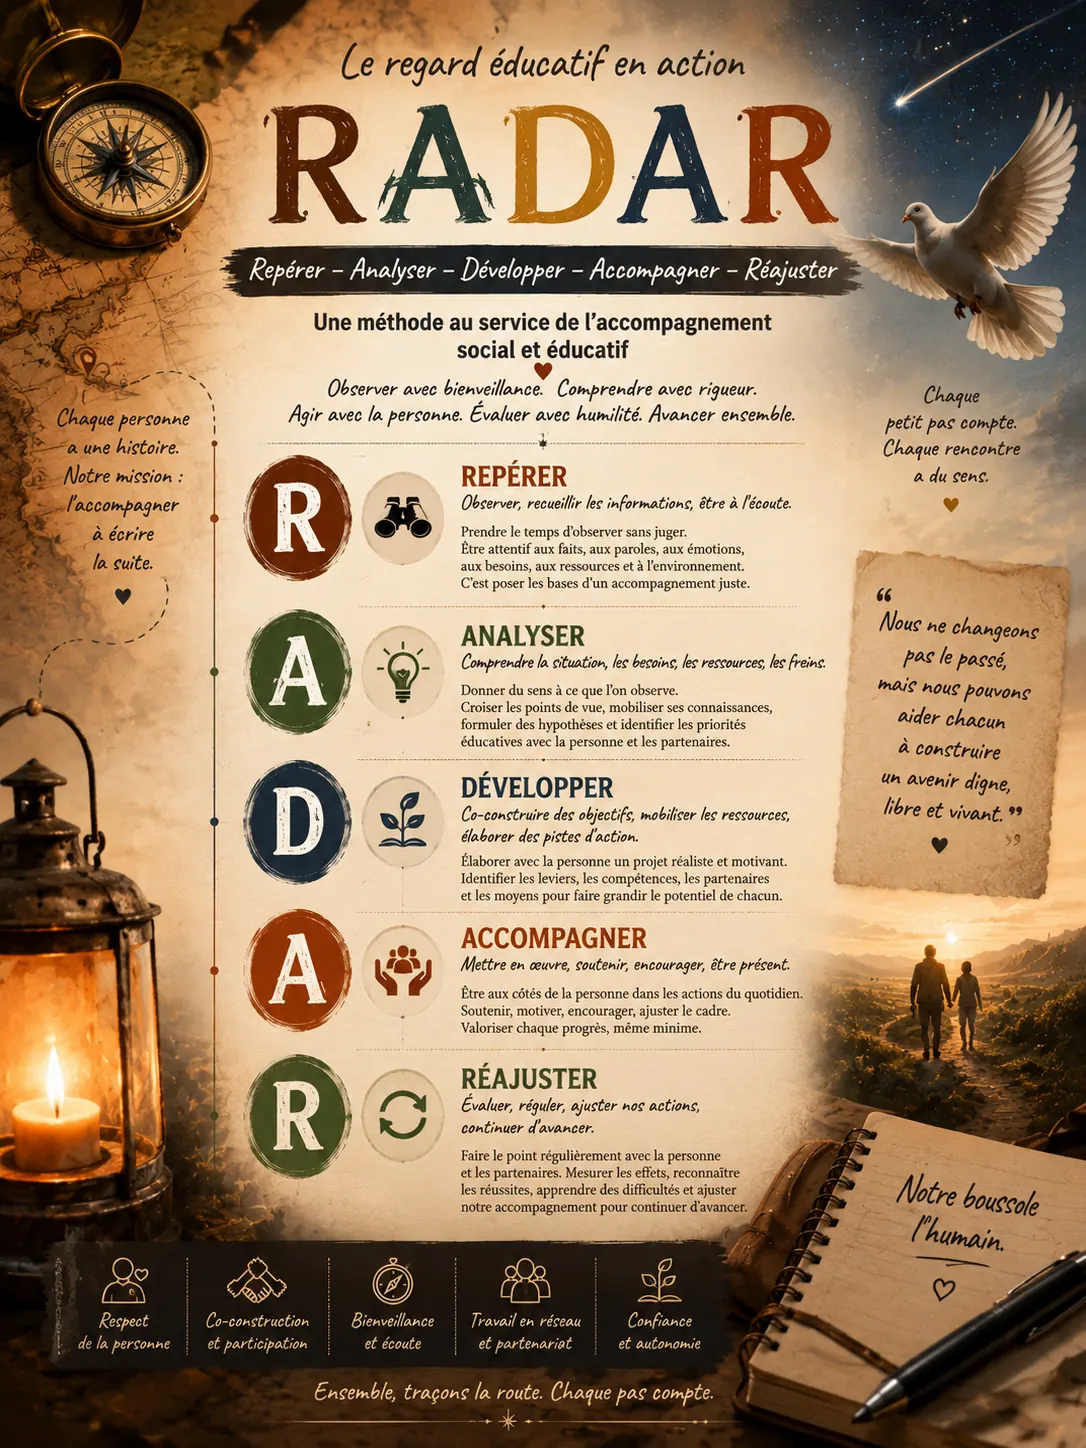 Le regard éducatif en action
RADAR
Repérer – Analyser – Développer – Accompagner – Réajuster
Une méthode au service de l'accompagnement
social et éducatif
Observer avec bienveillance. Comprendre avec rigueur.
Agir avec la personne. Évaluer avec humilité. Avancer ensemble.
Chaque personne
a une histoire.
Notre mission :
l'accompagner
à écrire
la suite.
Chaque
petit pas compte.
Chaque rencontre
a du sens.
R
REPÉRER
Observer, recueillir les informations, être à l'écoute.
Prendre le temps d'observer sans juger.
Être attentif aux faits, aux paroles, aux émotions,
aux besoins, aux ressources et à l'environnement.
C'est poser les bases d'un accompagnement juste.
A
ANALYSER
Comprendre la situation, les besoins, les ressources, les freins.
Donner du sens à ce que l'on observe.
Croiser les points de vue, mobiliser ses connaissances,
formuler des hypothèses et identifier les priorités
éducatives avec la personne et les partenaires.
D
DÉVELOPPER
Co-construire des objectifs, mobiliser les ressources,
élaborer des pistes d'action.
Élaborer avec la personne un projet réaliste et motivant.
Identifier les leviers, les compétences, les partenaires
et les moyens pour faire grandir le potentiel de chacun.
A
ACCOMPAGNER
Mettre en œuvre, soutenir, encourager, être présent.
Être aux côtés de la personne dans les actions du quotidien.
Soutenir, motiver, encourager, ajuster le cadre.
Valoriser chaque progrès, même minime.
R
RÉAJUSTER
Évaluer, réguler, ajuster nos actions,
continuer d'avancer.
Faire le point régulièrement avec la personne
et les partenaires. Mesurer les effets, reconnaître
les réussites, apprendre des difficultés et ajuster
notre accompagnement pour continuer d'avancer.
“
Nous ne changeons
pas le passé,
mais nous pouvons
aider chacun
à construire
un avenir digne,
libre et vivant. ”
”
Notre boussole
l'humain.
Respect
de la personne
Co-construction
et participation
Bienveillance
et écoute
Travail en réseau
et partenariat
Confiance
et autonomie
Ensemble, traçons la route. Chaque pas compte.